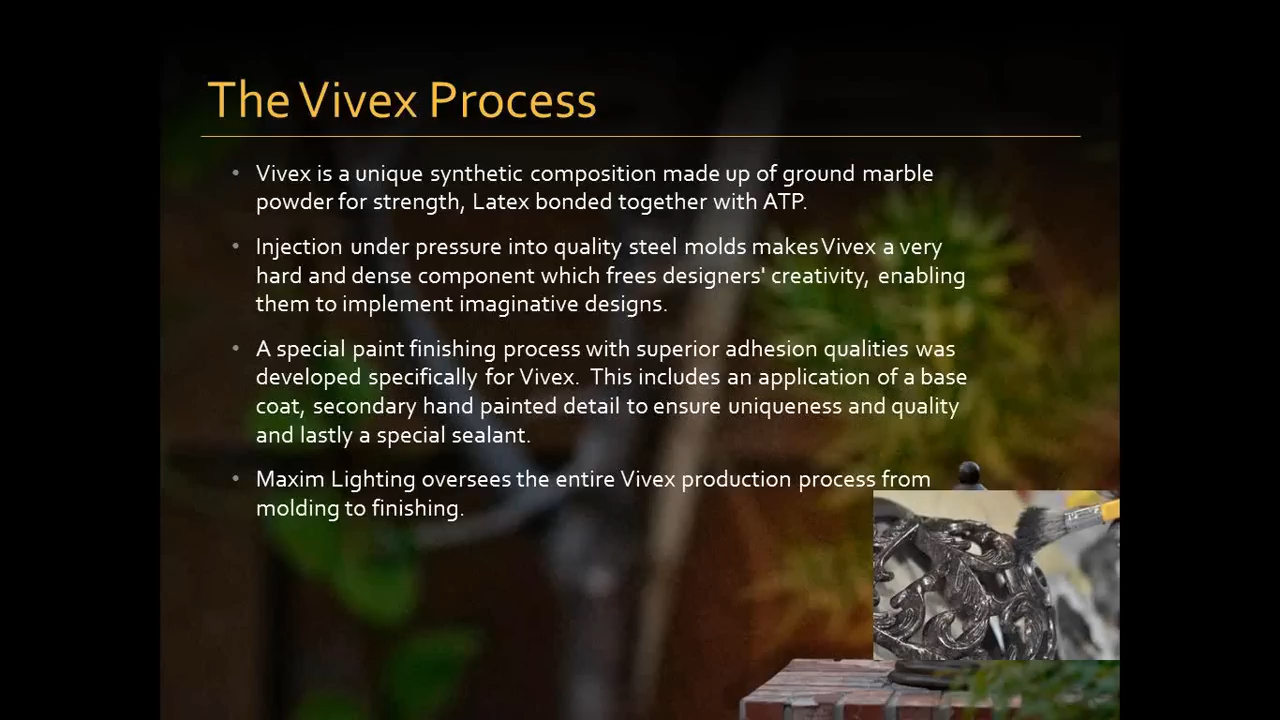 The Vivex Process
• Vivex is a unique synthetic composition made up of ground marble
powder for strength, Latex bonded together with ATP.
• Injection under pressure into quality steel molds makes Vivex a very
hard and dense component which frees designers' creativity, enabling
them to implement imaginative designs.
• A special paint finishing process with superior adhesion qualities was
developed specifically for Vivex. This includes an application of a base
coat, secondary hand painted detail to ensure uniqueness and quality
and lastly a special sealant.
• Maxim Lighting oversees the entire Vivex production process from
molding to finishing.